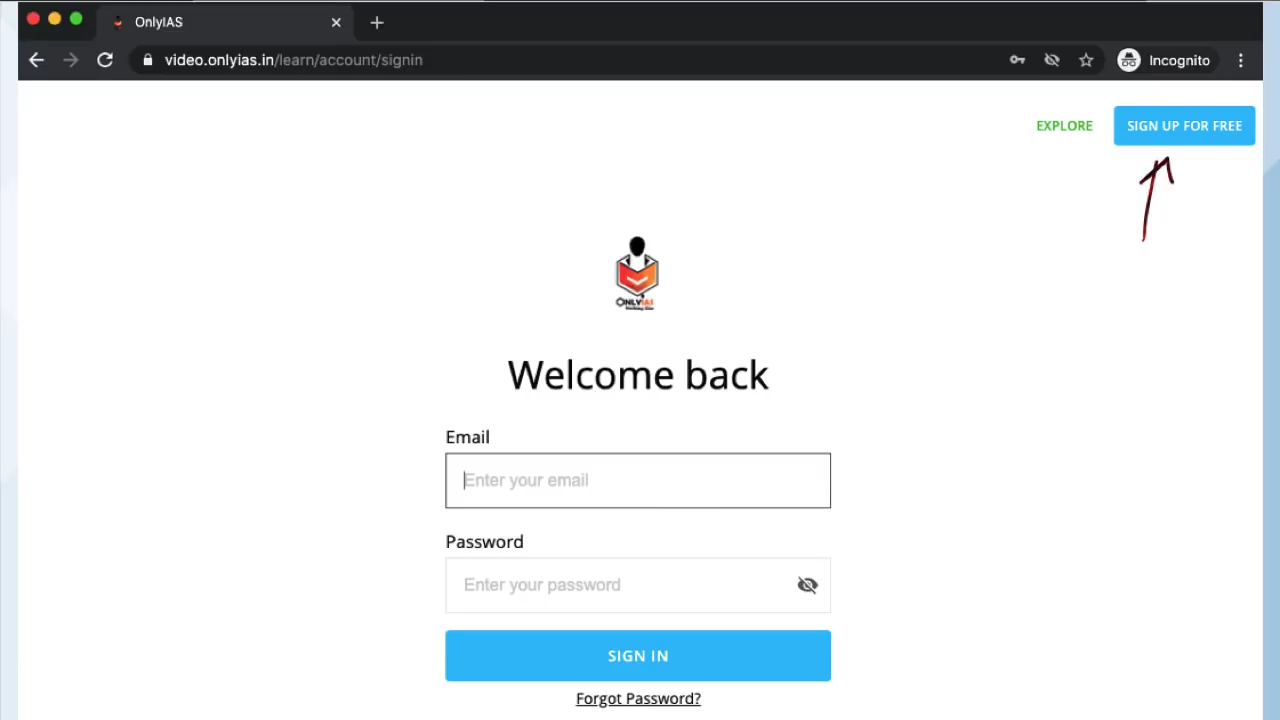 OnlyIAS
video.onlyias.in/learn/account/signin
Incognito
EXPLORE
SIGN UP FOR FREE
ONLYIAS
Welcome back
Email
Enter your email
Password
Enter your password
SIGN IN
Forgot Password?